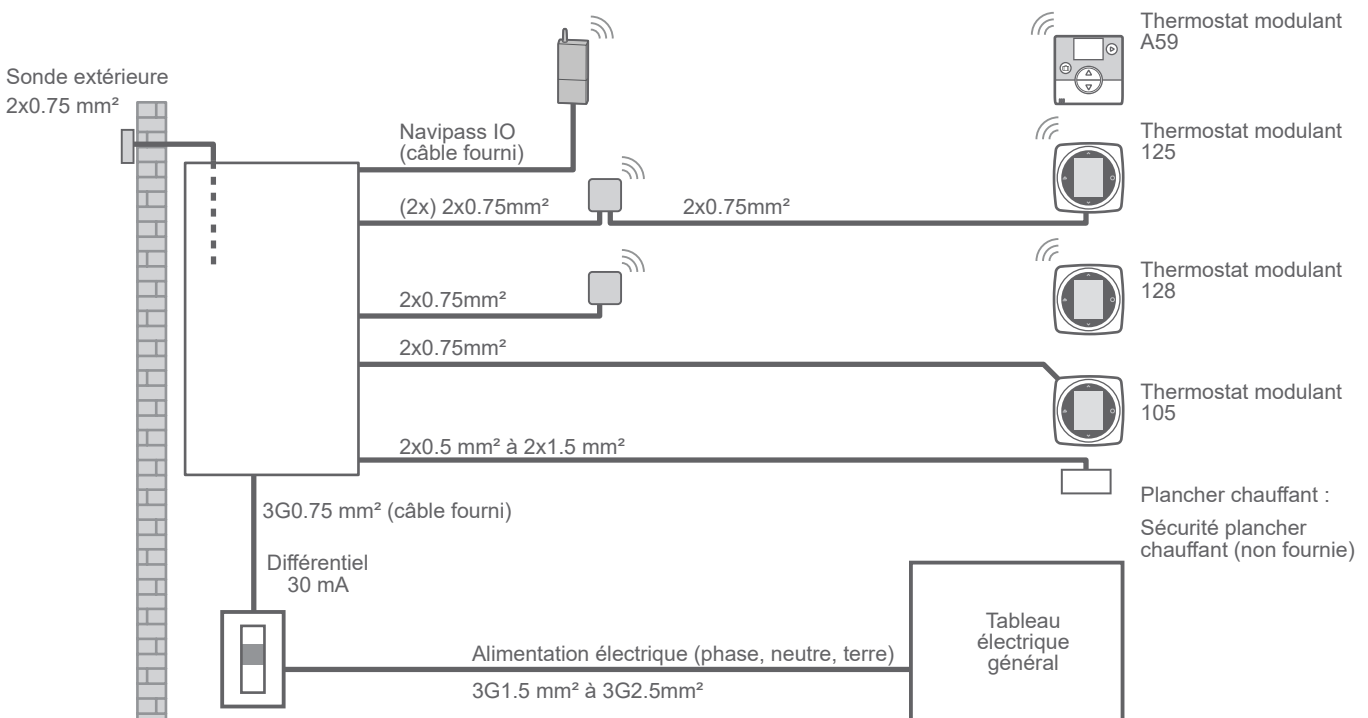 Thermostat modulant
A59
Sonde extérieure
2x0.75 mm²
Navipass IO
(câble fourni)
Thermostat modulant
125
(2x) 2x0.75mm²
2x0.75mm²
Thermostat modulant
128
2x0.75mm²
2x0.75mm²
Thermostat modulant
105
2x0.5 mm² à 2x1.5 mm²
Plancher chauffant :
Sécurité plancher
chauffant (non fournie)
3G0.75 mm² (câble fourni)
Différentiel
30 mA
Tableau
électrique
général
Alimentation électrique (phase, neutre, terre)
3G1.5 mm² à 3G2.5mm²